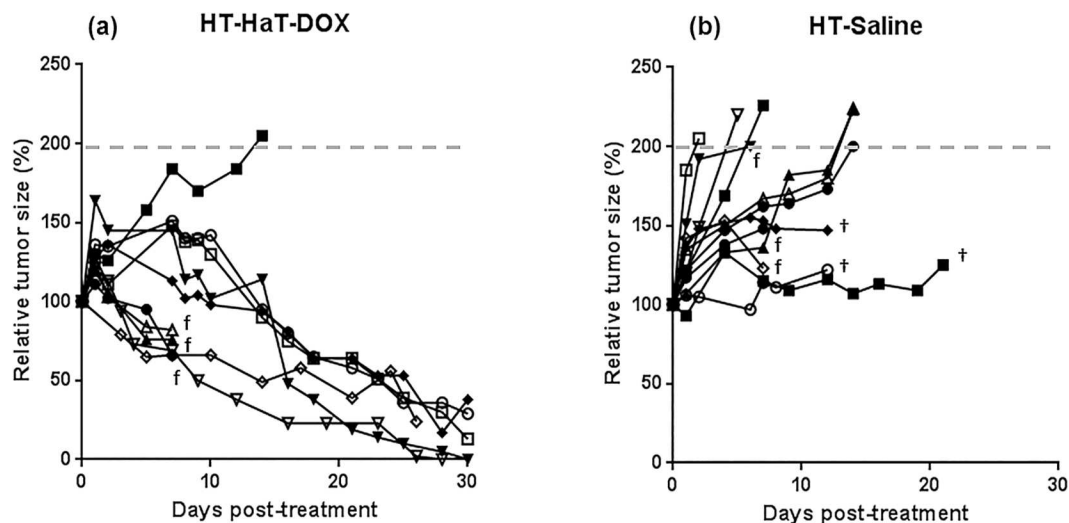 (a) HT-HaT-DOX
250
200
150
100
50
0
Relative tumor size (%)
f
f
f
0 10 20 30
Days post-treatment
(b) HT-Saline
250
200
150
100
50
0
Relative tumor size (%)
f
†
f
f
†
†
0 10 20 30
Days post-treatment